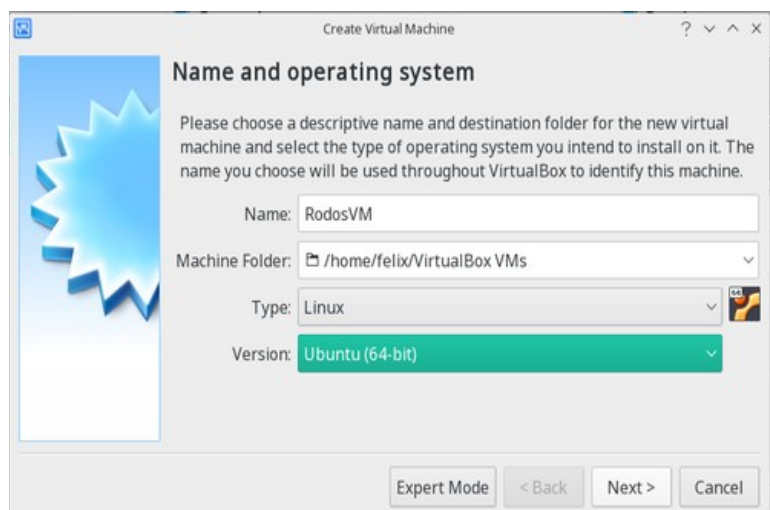 Create Virtual Machine
Name and operating system
Please choose a descriptive name and destination folder for the new virtual
machine and select the type of operating system you intend to install on it. The
name you choose will be used throughout VirtualBox to identify this machine.
Name: RodosVM
Machine Folder: /home/felix/VirtualBox VMs
Type: Linux
64
Version: Ubuntu (64-bit)
Expert Mode < Back Next > Cancel